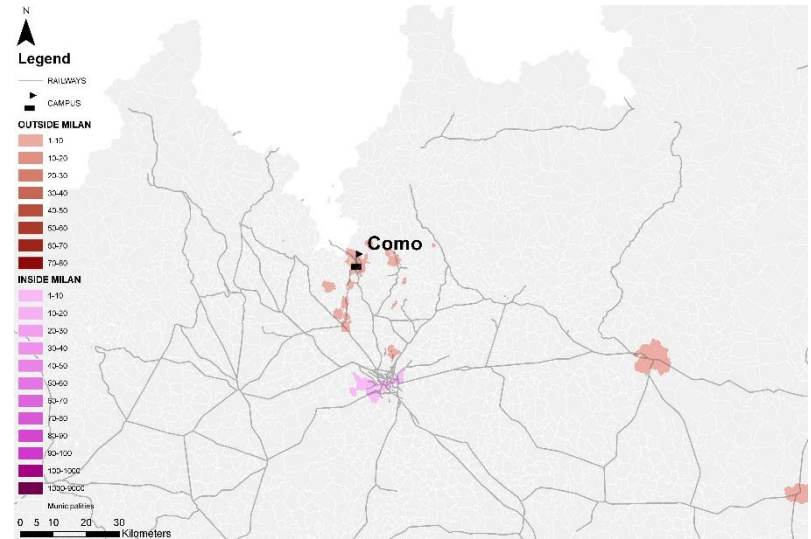 N
Legend
RAILWAYS
CAMPUS
OUTSIDE MILAN
1-10
10-20
20-30
30-40
40-50
50-60
60-70
70-80
INSIDE MILAN
1-10
10-20
20-30
30-40
40-50
50-60
60-70
70-80
80-90
90-100
100-1000
1000-9000
Municipalities
0 5 10 20 30
Kilometers
Como